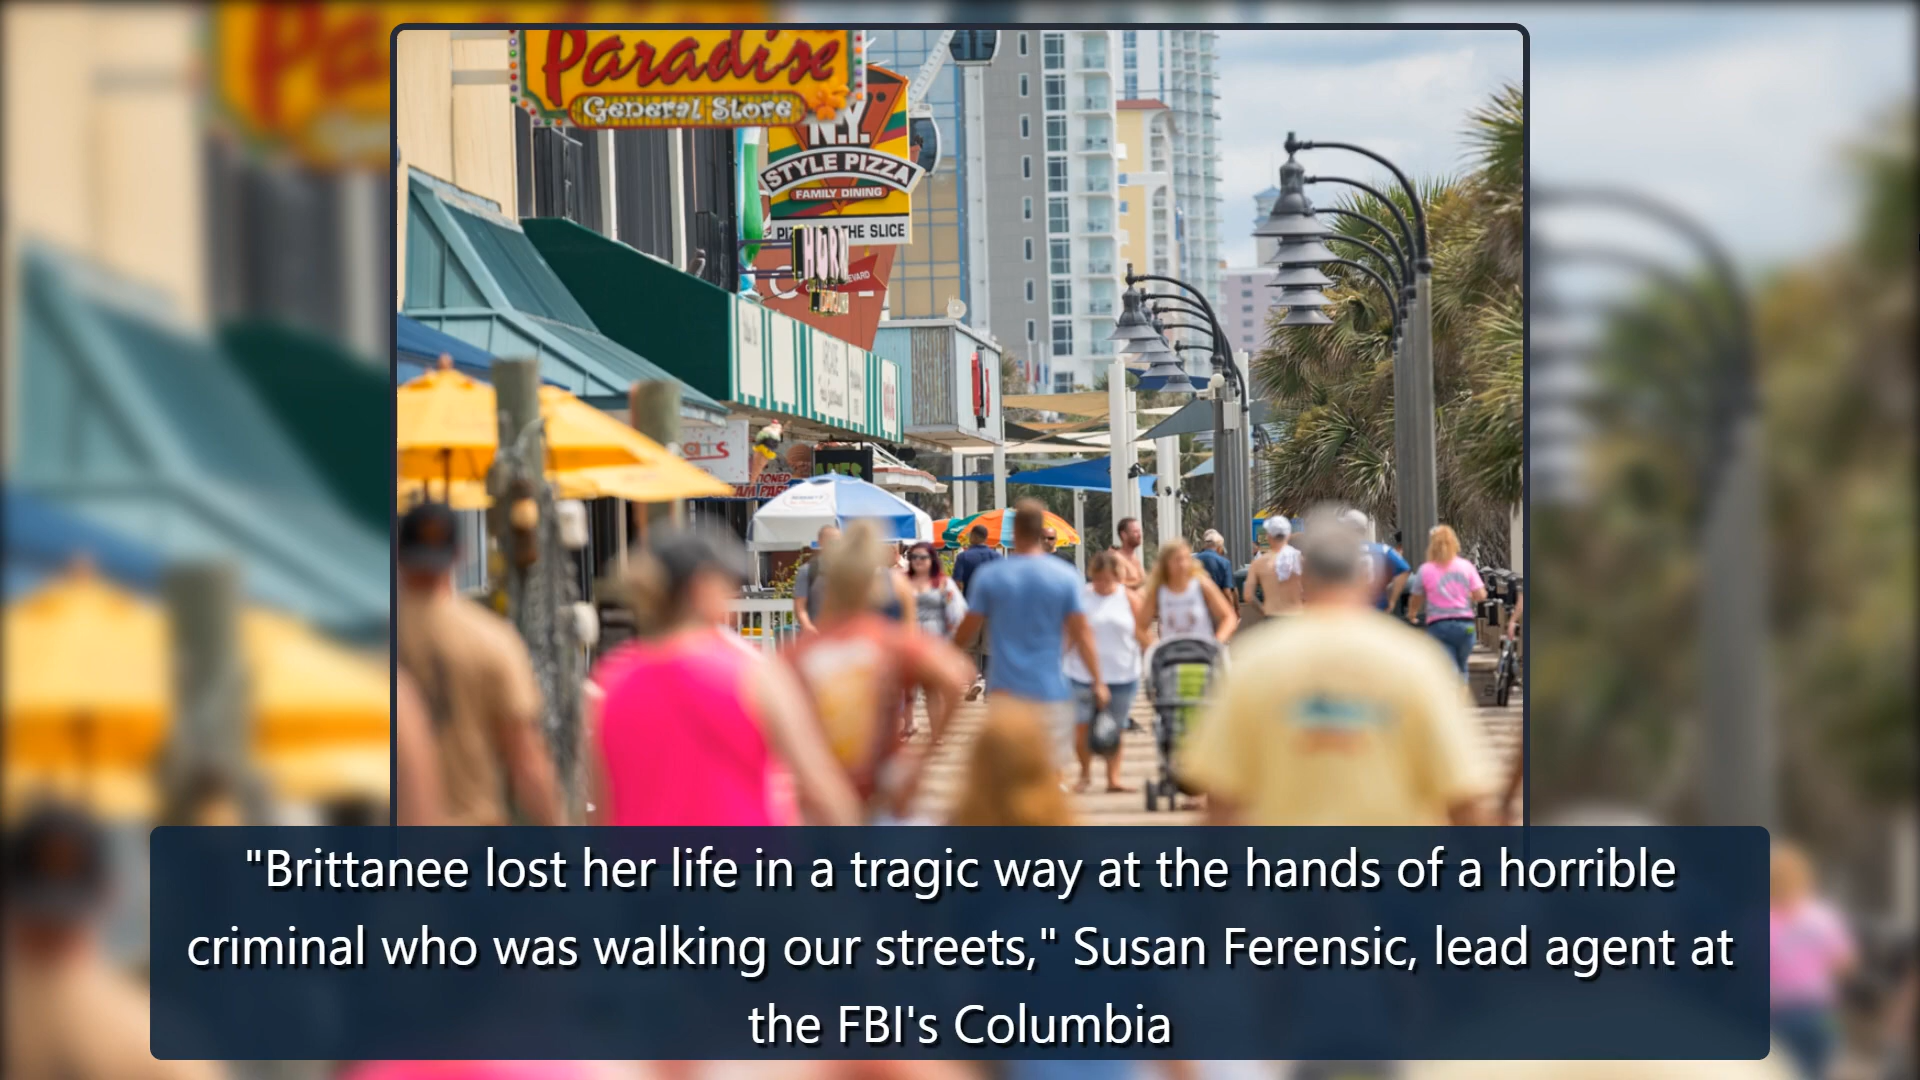 Paradise
General Store
N.Y.
STYLE PIZZA
FAMILY DINING
THE SLICE
"Brittanee lost her life in a tragic way at the hands of a horrible
criminal who was walking our streets," Susan Ferensic, lead agent at
the FBI's Columbia